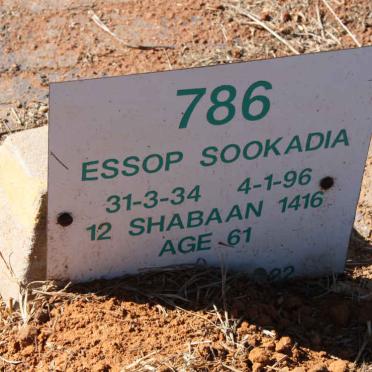 786
ESSOP SOOKADIA
31-3-34 4-1-96
12 SHABAAN 1416
AGE 61